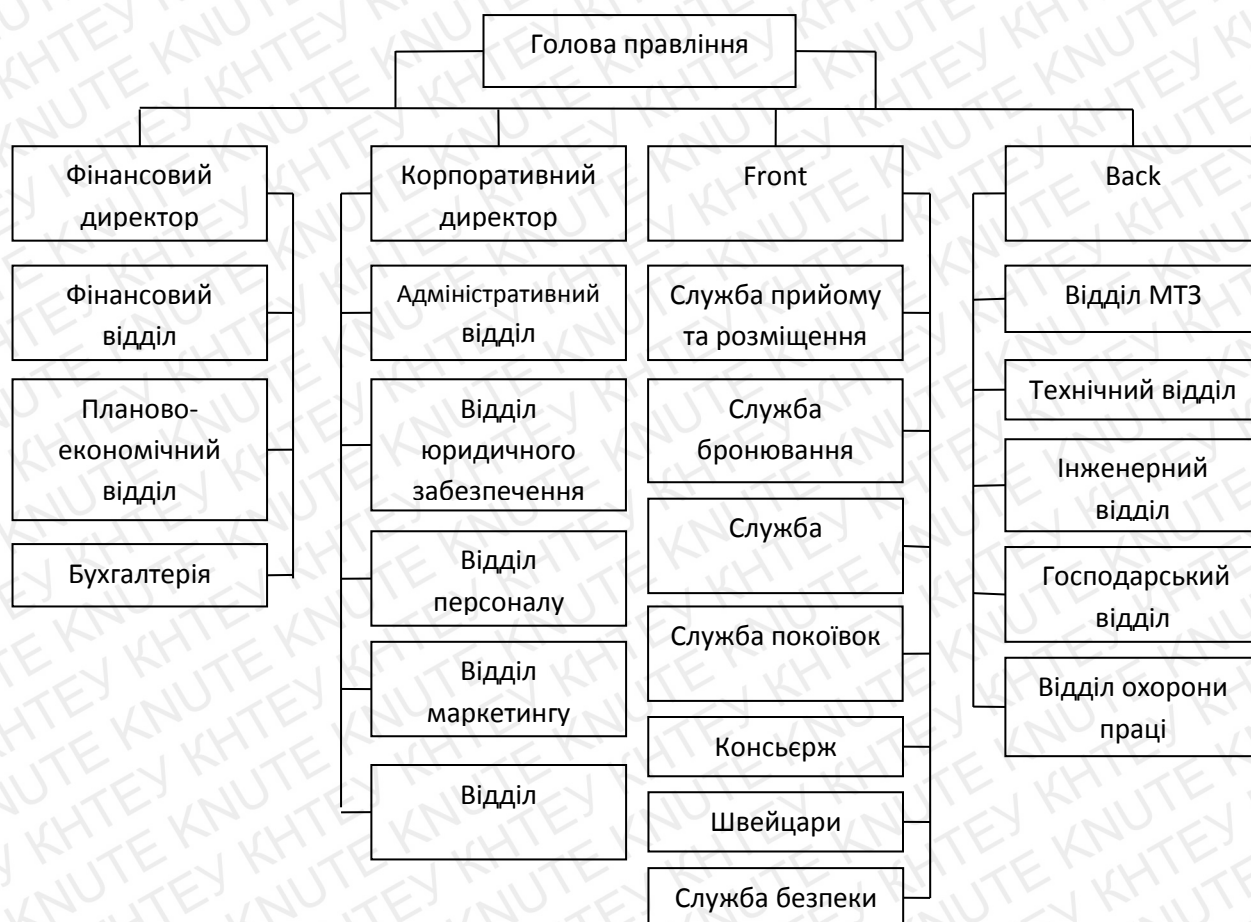 Голова правління
Фінансовий
директор
Фінансовий
відділ
Планово-
економічний
відділ
Бухгалтерія
Корпоративний
директор
Адміністративний
відділ
Відділ
юридичного
забезпечення
Відділ
персоналу
Відділ
маркетингу
Відділ
Front
Служба прийому
та розміщення
Служба
бронювання
Служба
Служба покоївок
Консьєрж
Швейцари
Служба безпеки
Back
Відділ МТЗ
Технічний відділ
Інженерний
відділ
Господарський
відділ
Відділ охорони
праці